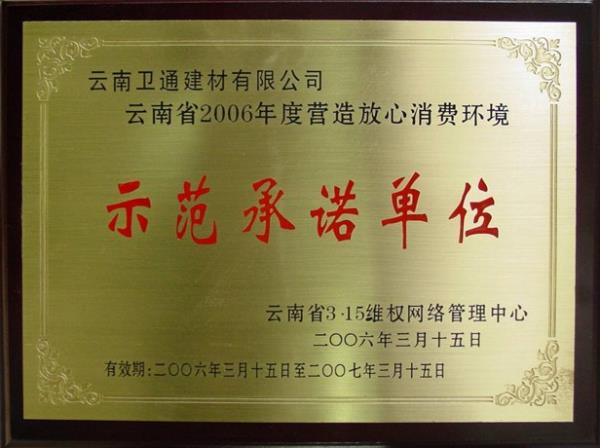 云南卫通建材有限公司
云南省2006年度营造放心消费环境
示范承诺单位
云南省3·15维权网络管理中心
二〇〇六年三月十五日
有效期:二〇〇六年三月十五日至二〇〇七年三月十五日